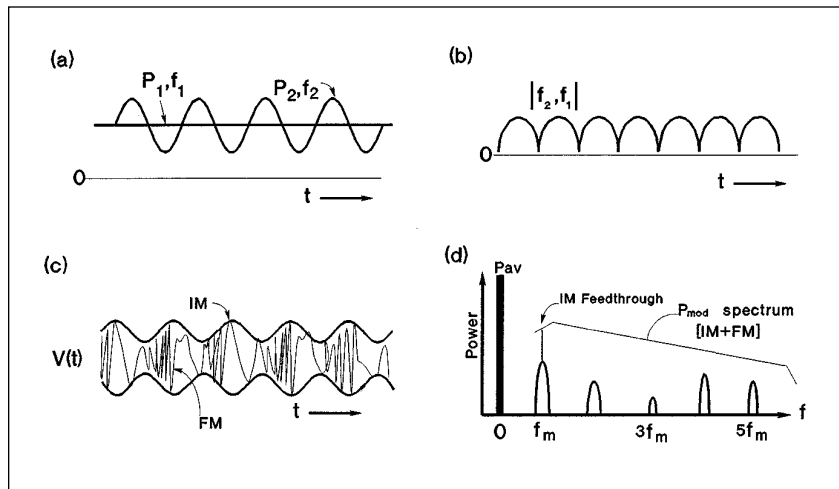 (a)
P₁,f₁
P₂,f₂
0
t
(b)
|f₂,f₁|
0
t
(c)
IM
V(t)
FM
t
(d)
Pav
IM Feedthrough
Pmod spectrum
[IM+FM]
Power
0 fm 3fm 5fm f